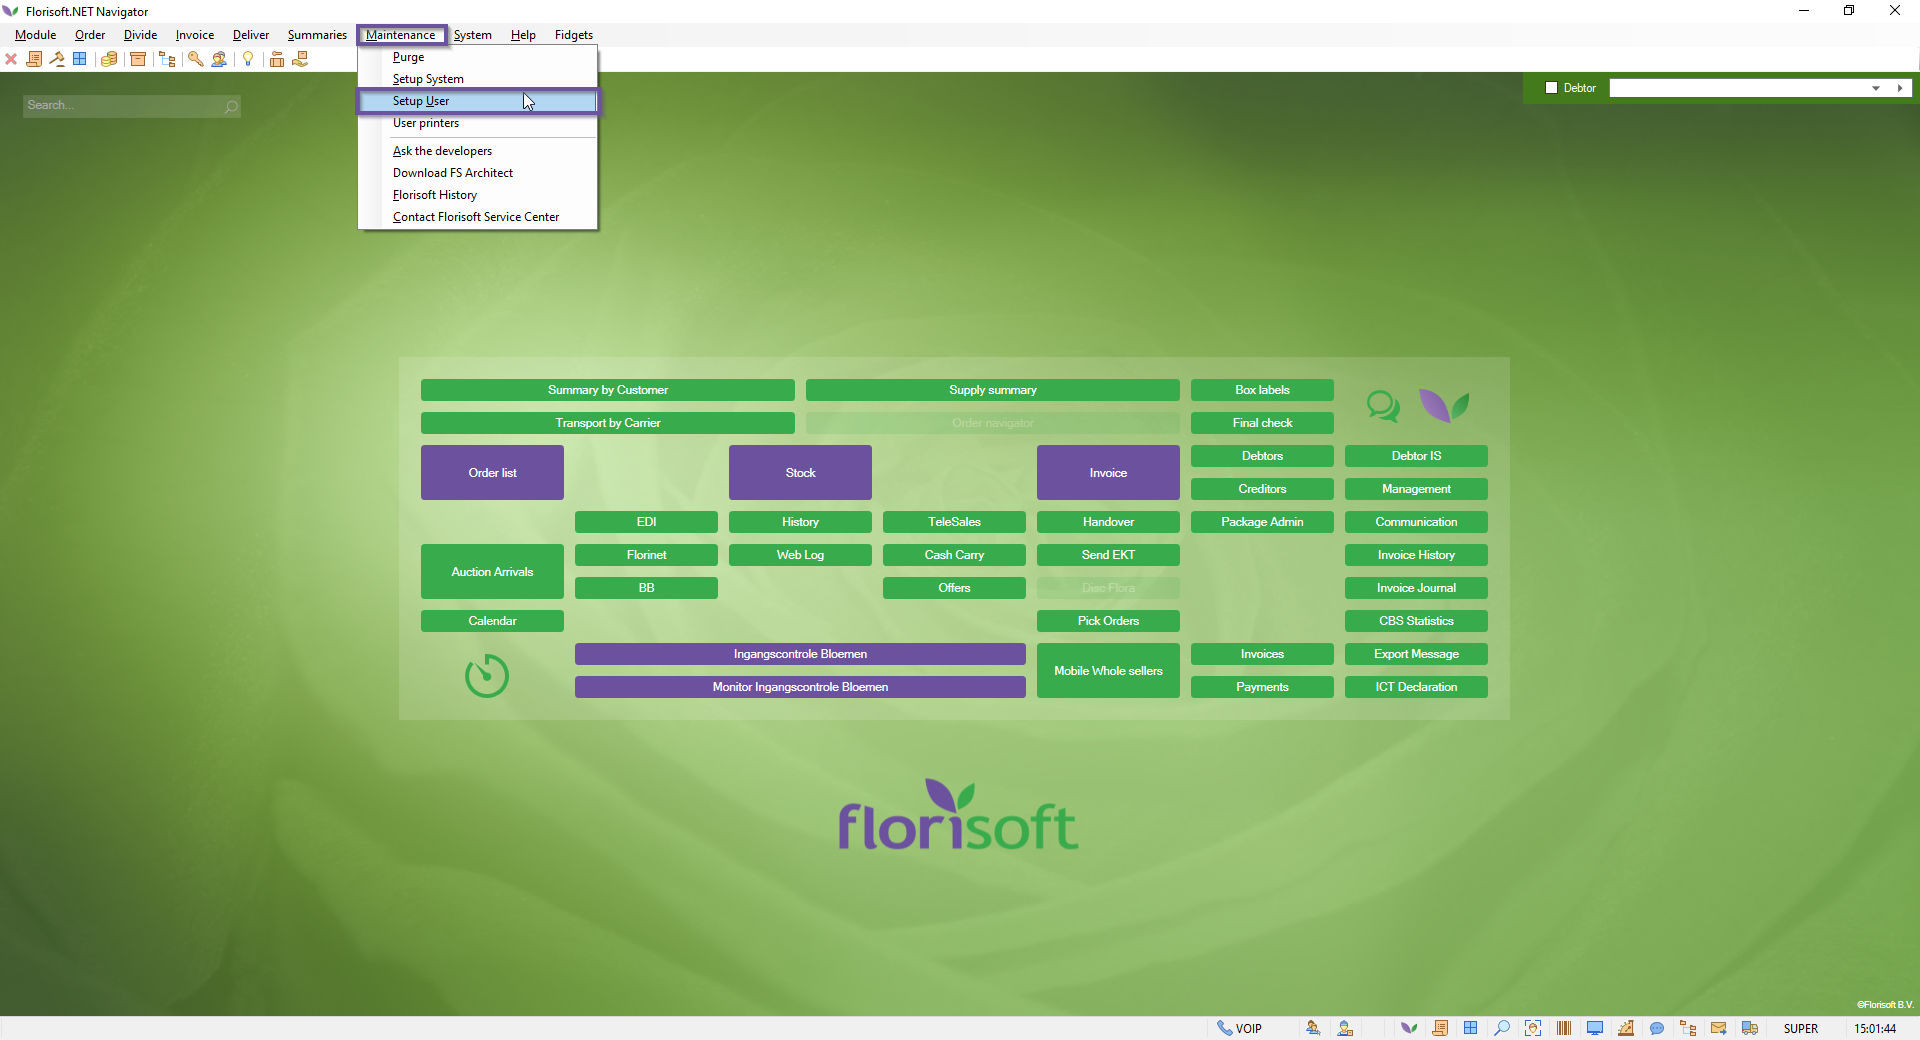 Florisoft.NET Navigator
Module Order Divide Invoice Deliver Summaries Maintenance System Help Fidgets
Purge
Setup System
Setup User
User printers
Ask the developers
Download FS Architect
Florisoft History
Contact Florisoft Service Center
Search...
Debtor
Summary by Customer Supply summary Box labels
Transport by Carrier Order navigator Final check
Order list Stock Invoice
Debtors Debtor IS
Creditors Management
EDI History TeleSales Handover Package Admin Communication
Auction Arrivals
Florinet Web Log Cash Carry Send EKT Invoice History
BB Offers Disc Flora Invoice Journal
Calendar Pick Orders CBS Statistics
Ingangscontrole Bloemen Mobile Whole sellers Invoices Export Message
Monitor Ingangscontrole Bloemen Payments ICT Declaration
florisoft
©Florisoft B.V.
VOIP SUPER 15:01:44